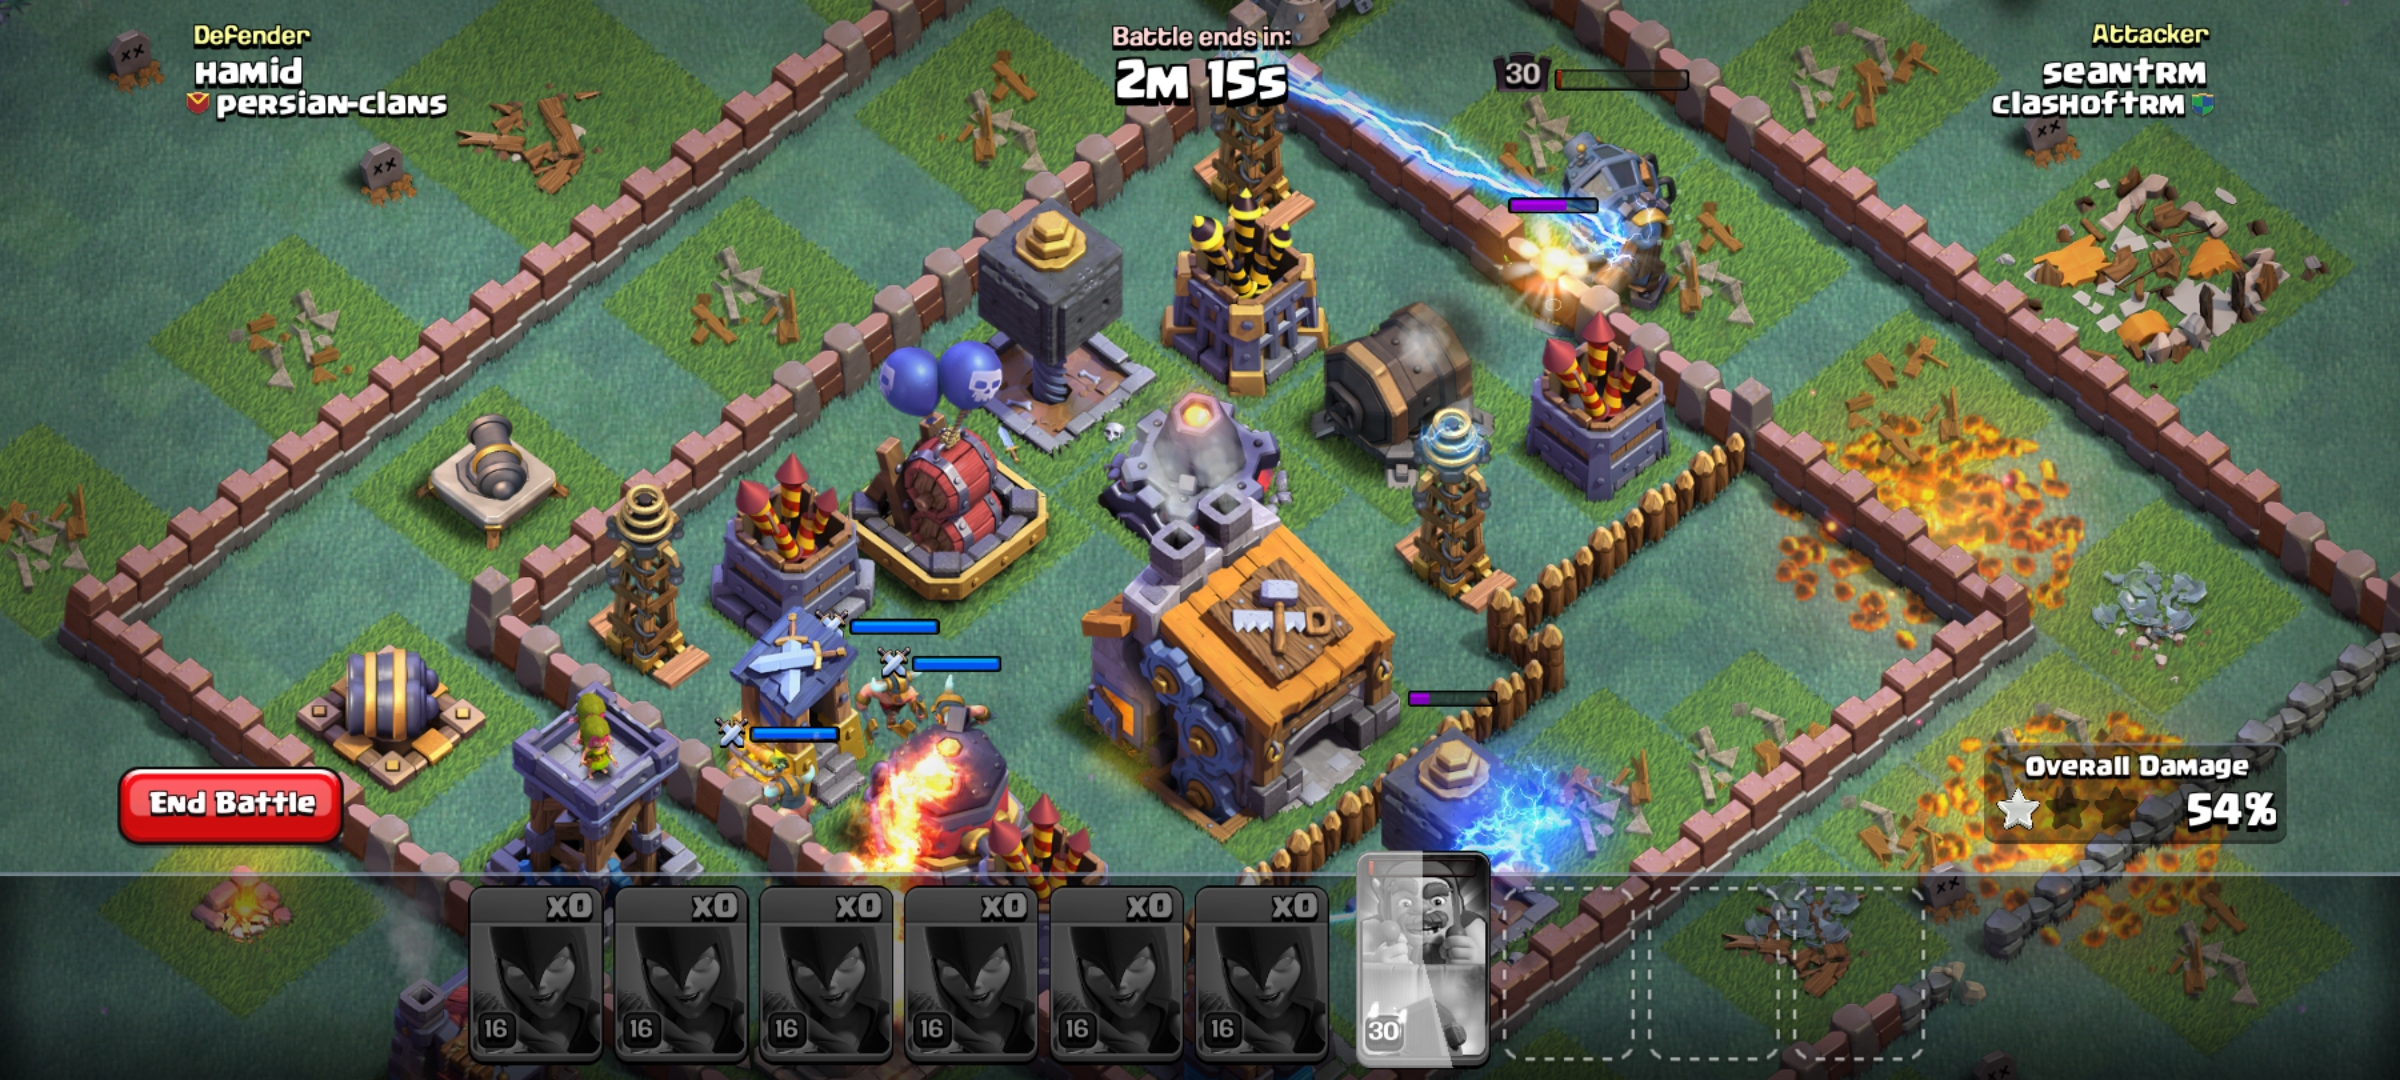 Defender
Hamid
Persian-clans
Battle ends in:
2M 15s
30
Attacker
seantRM
clashoftRM
End Battle
Overall Damage
54%
x0
x0
x0
x0
x0
x0
16
16
16
16
16
16
30